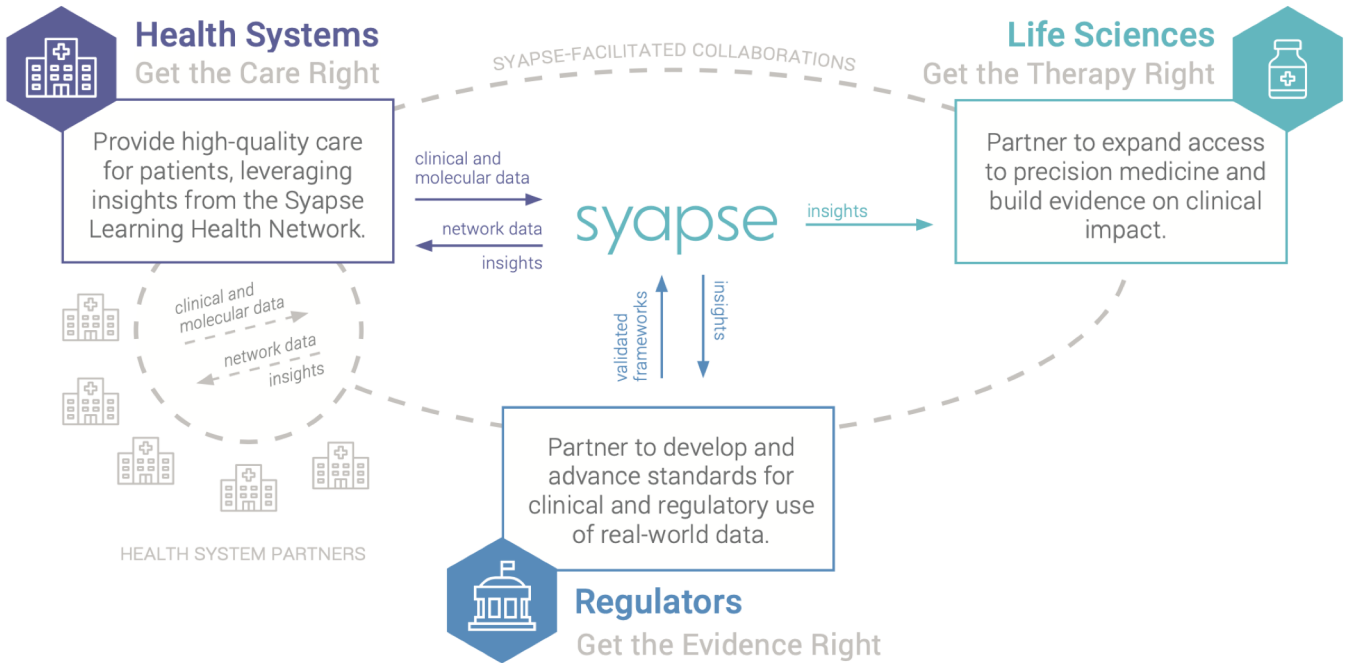 Health Systems
Get the Care Right
Provide high-quality care
for patients, leveraging
insights from the Syapse
Learning Health Network.
SYAPSE-FACILITATED COLLABORATIONS
Life Sciences
Get the Therapy Right
Partner to expand access
to precision medicine and
build evidence on clinical
impact.
clinical and
molecular data
network data
insights
syapse
insights
validated
frameworks
insights
clinical and
molecular data
network data
insights
HEALTH SYSTEM PARTNERS
Partner to develop and
advance standards for
clinical and regulatory use
of real-world data.
Regulators
Get the Evidence Right